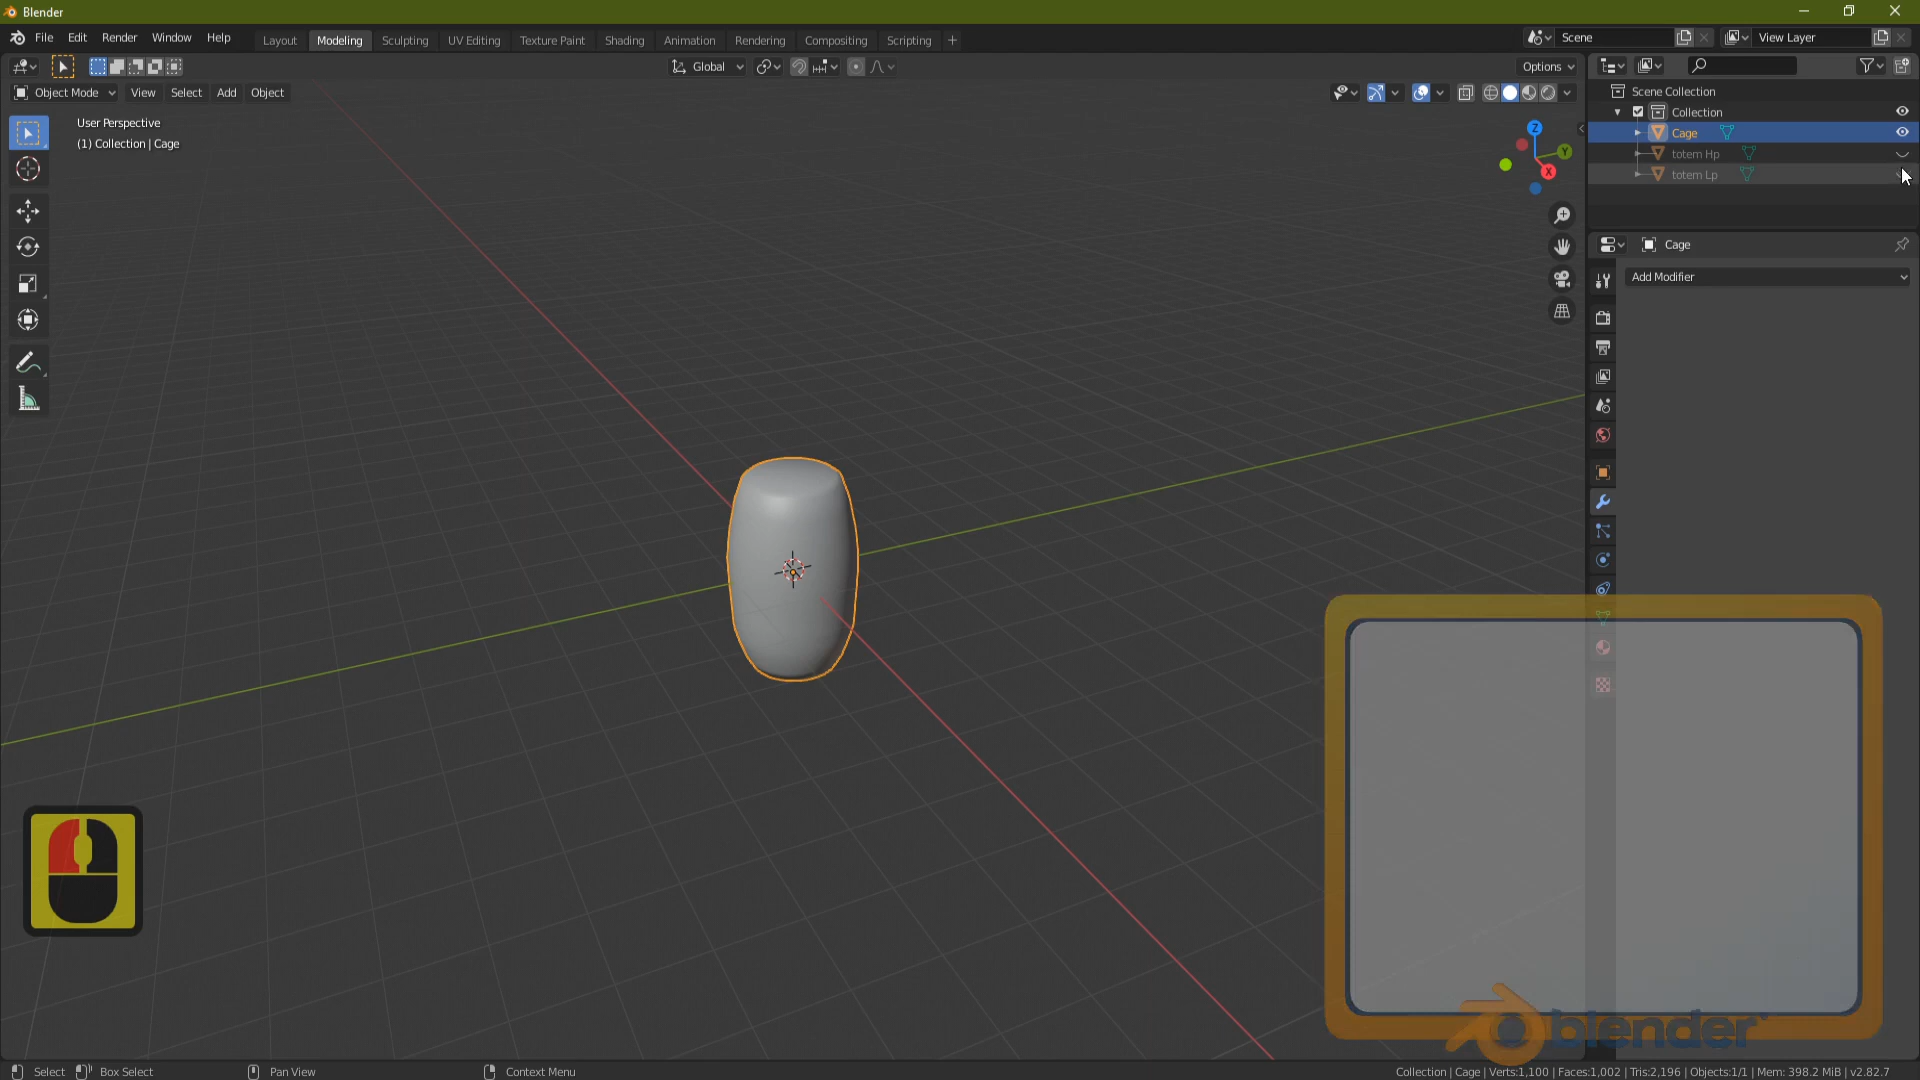 Blender
File Edit Render Window Help
Layout Modeling Sculpting UV Editing Texture Paint Shading Animation Rendering Compositing Scripting +
Scene
View Layer
Global
Options
Object Mode View Select Add Object
User Perspective
(1) Collection | Cage
Z
Y
X
Scene Collection
Collection
Cage
totem Hp
totem Lp
Cage
Add Modifier
blender
Select Box Select Pan View Context Menu
Collection | Cage | Verts:1,100 | Faces:1,002 | Tris:2,196 | Objects:1/1 | Mem: 398.2 MiB | v2.82.7